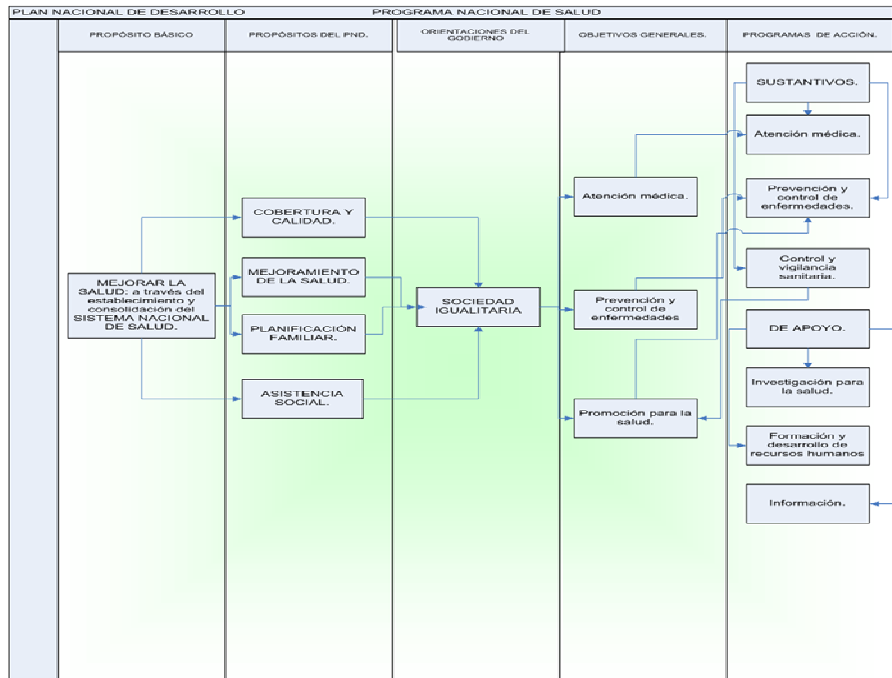 PLAN NACIONAL DE DESARROLLO
PROGRAMA NACIONAL DE SALUD
PROPÓSITO BÁSICO
PROPÓSITOS DEL PND.
ORIENTACIONES DEL
GOBIERNO
OBJETIVOS GENERALES.
PROGRAMAS DE ACCIÓN.
MEJORAR LA
SALUD: a través del
establecimiento y
consolidación del
SISTEMA NACIONAL
DE SALUD.
COBERTURA Y
CALIDAD.
MEJORAMIENTO
DE LA SALUD.
PLANIFICACIÓN
FAMILIAR.
ASISTENCIA
SOCIAL.
SOCIEDAD
IGUALITARIA
Atención médica.
Prevención y
control de
enfermedades
Promoción para la
salud.
SUSTANTIVOS.
Atención médica.
Prevención y
control de
enfermedades.
Control y
vigilancia
sanitaria.
DE APOYO.
Investigación para
la salud.
Formación y
desarrollo de
recursos humanos
Información.